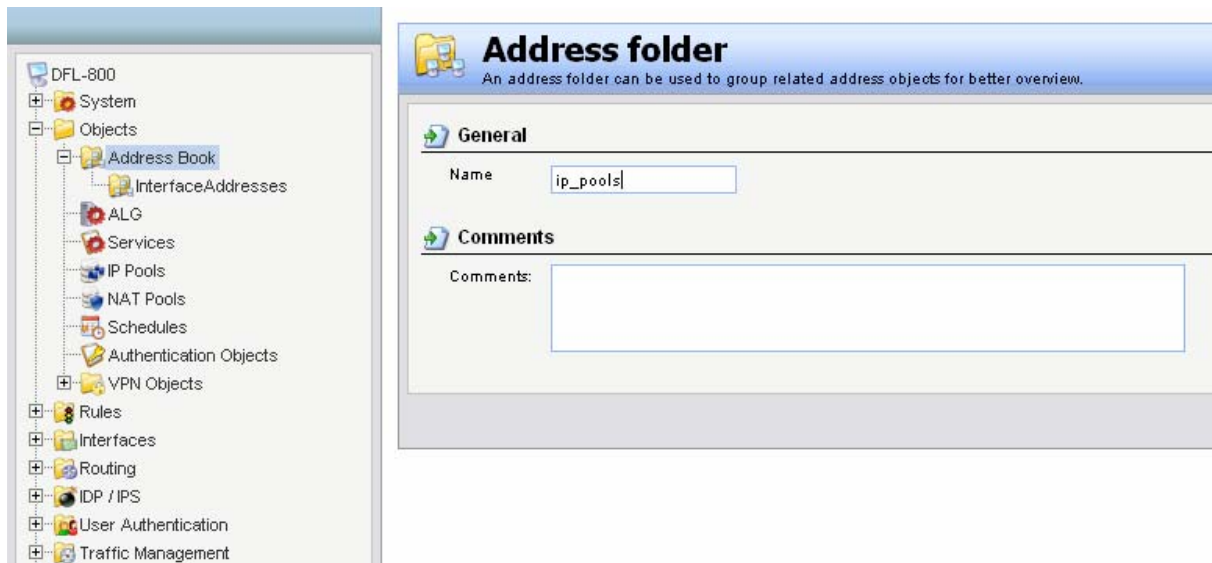 DFL-800
System
Objects
Address Book
InterfaceAddresses
ALG
Services
IP Pools
NAT Pools
Schedules
Authentication Objects
VPN Objects
Rules
Interfaces
Routing
IDP / IPS
User Authentication
Traffic Management
Address folder
An address folder can be used to group related address objects for better overview.
General
Name
ip_pools
Comments
Comments: